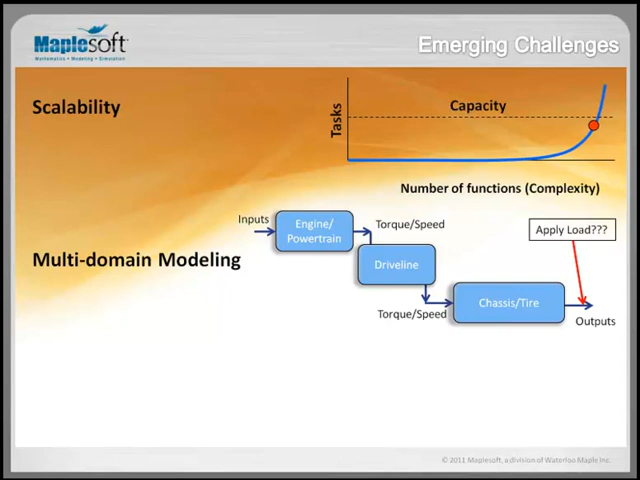 Maplesoft
Mathematics • Modeling • Simulation
Emerging Challenges
Scalability
Tasks
Capacity
Number of functions (Complexity)
Multi-domain Modeling
Inputs
Engine/
Powertrain
Torque/Speed
Driveline
Torque/Speed
Chassis/Tire
Apply Load???
Outputs
© 2011 Maplesoft, a division of Waterloo Maple Inc.